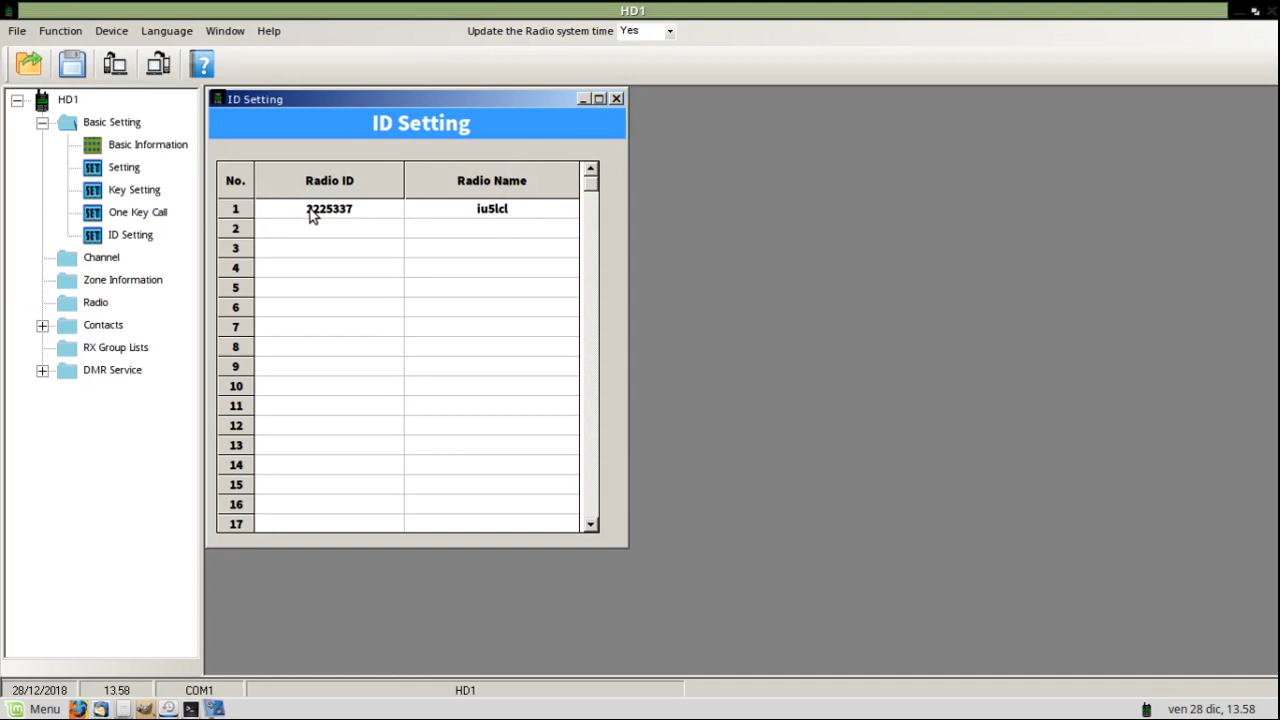 HD1
File Function Device Language Window Help Update the Radio system time Yes
HD1
Basic Setting
Basic Information
Setting
Key Setting
One Key Call
ID Setting
Channel
Zone Information
Radio
Contacts
RX Group Lists
DMR Service
ID Setting
ID Setting
No. Radio ID Radio Name
1 2225337 iu5lcl
2
3
4
5
6
7
8
9
10
11
12
13
14
15
16
17
28/12/2018 13.58 COM1 HD1
Menu ven 28 dic, 13.58